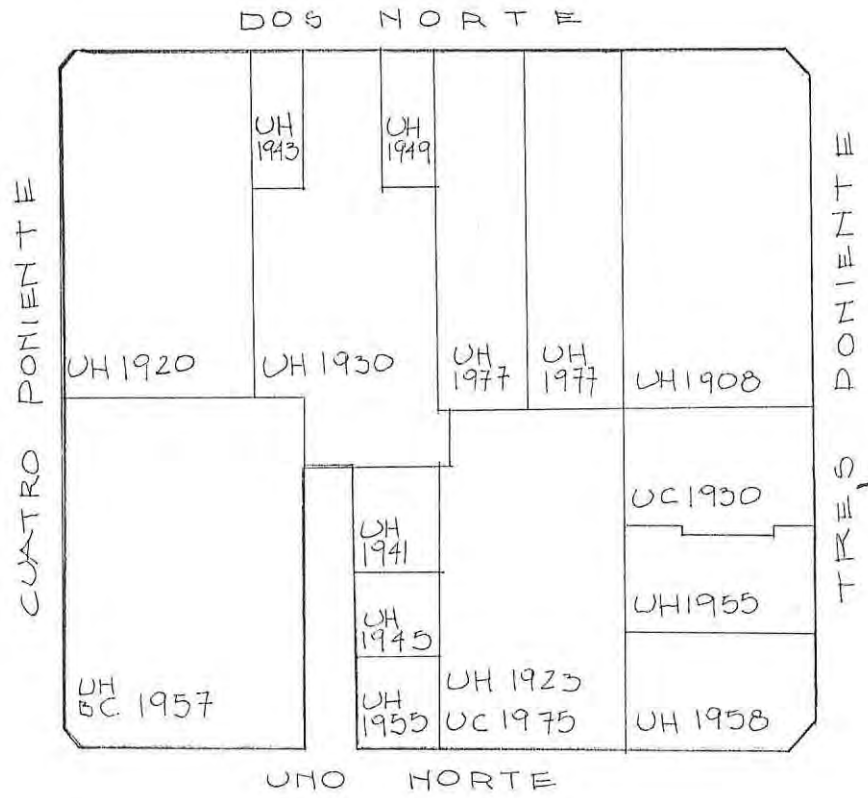 DOS NORTE
UH
1943
UH
1949
CUATRO PONIENTE
TRES PONIENTE
UH 1920
UH 1930
UH
1977
UH
1977
UH 1908
UC 1930
UH
1941
UH 1955
UH
1945
UH
BC. 1957
UH
1955
UH 1923
UC 1975
UH 1958
UNO NORTE